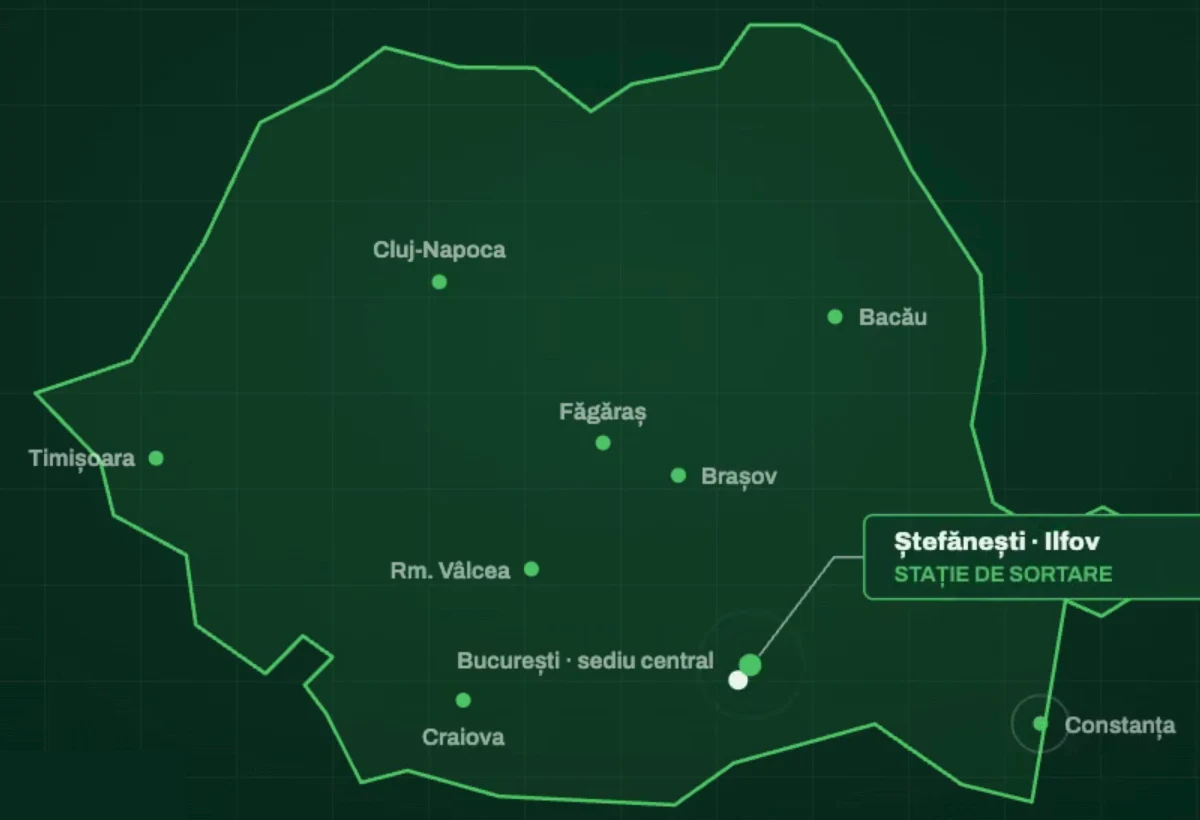 Cluj-Napoca
Bacău
Făgăraș
Timișoara
Brașov
Ștefănești · Ilfov
STAȚIE DE SORTARE
Rm. Vâlcea
București · sediu central
Craiova
Constanța